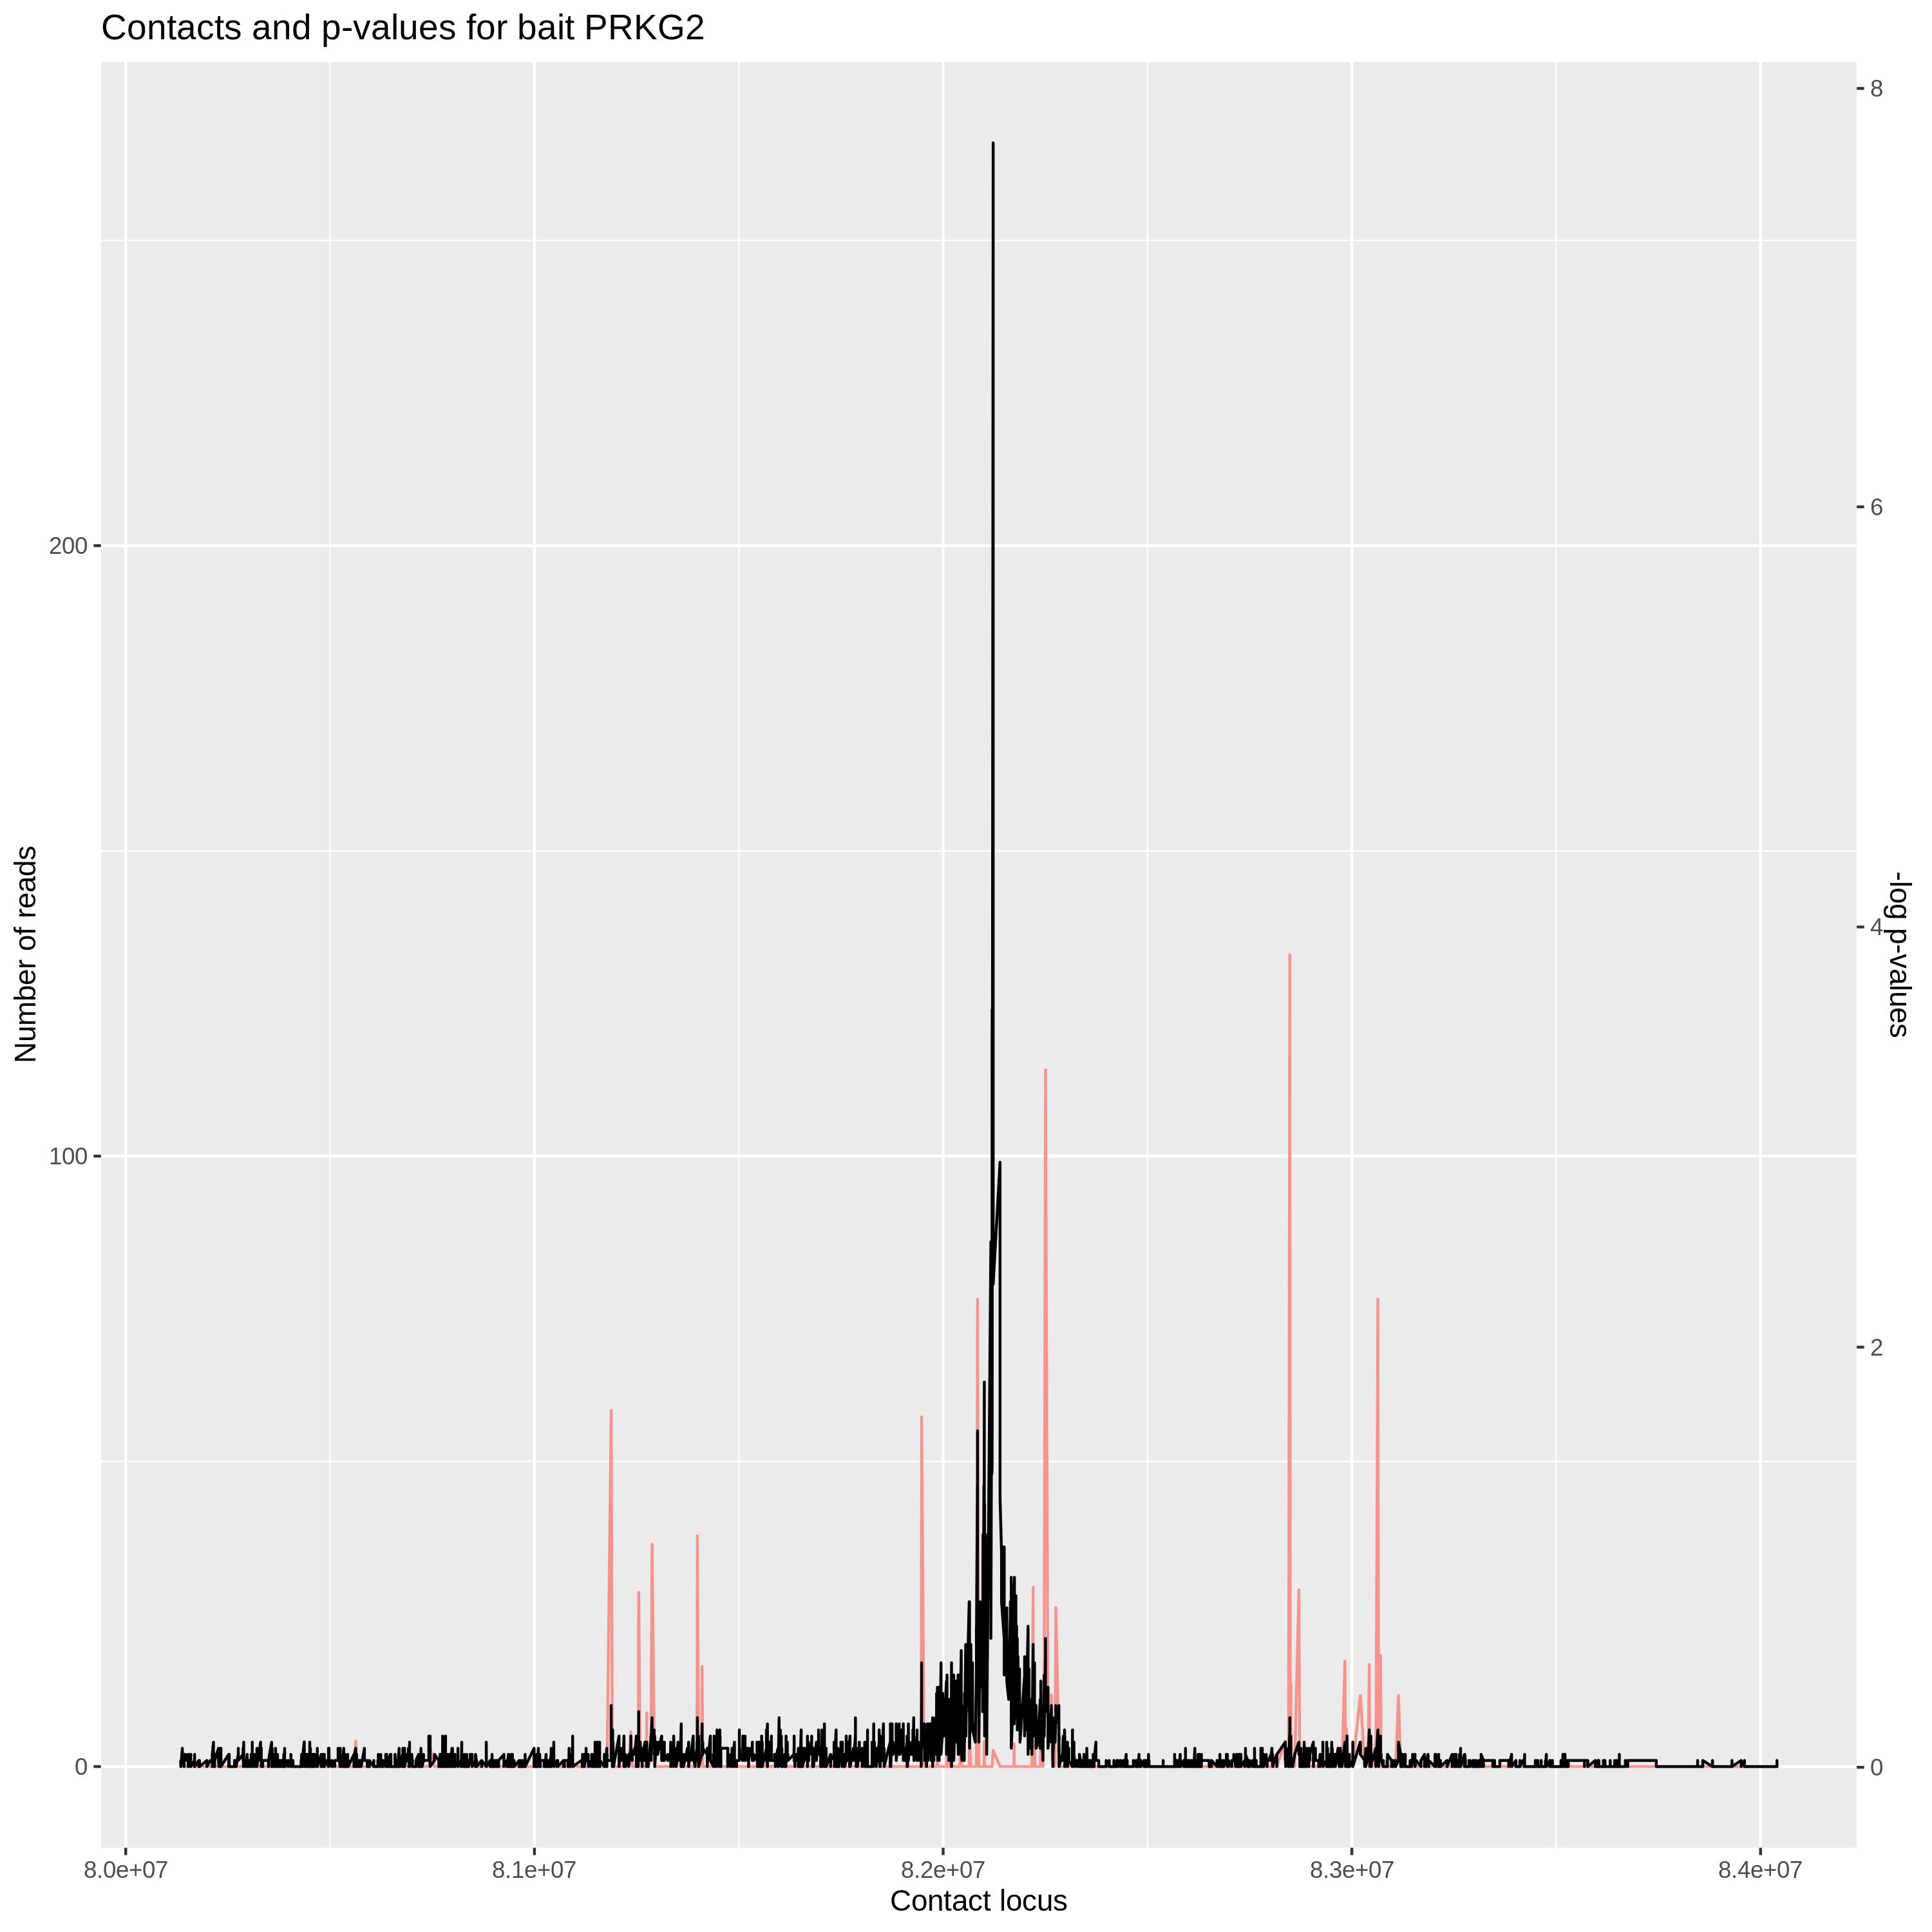 Contacts and p-values for bait PRKG2
8
6
200
Number of reads
-log p-values
4
100
2
0
0
8.0e+07 8.1e+07 8.2e+07 8.3e+07 8.4e+07
Contact locus